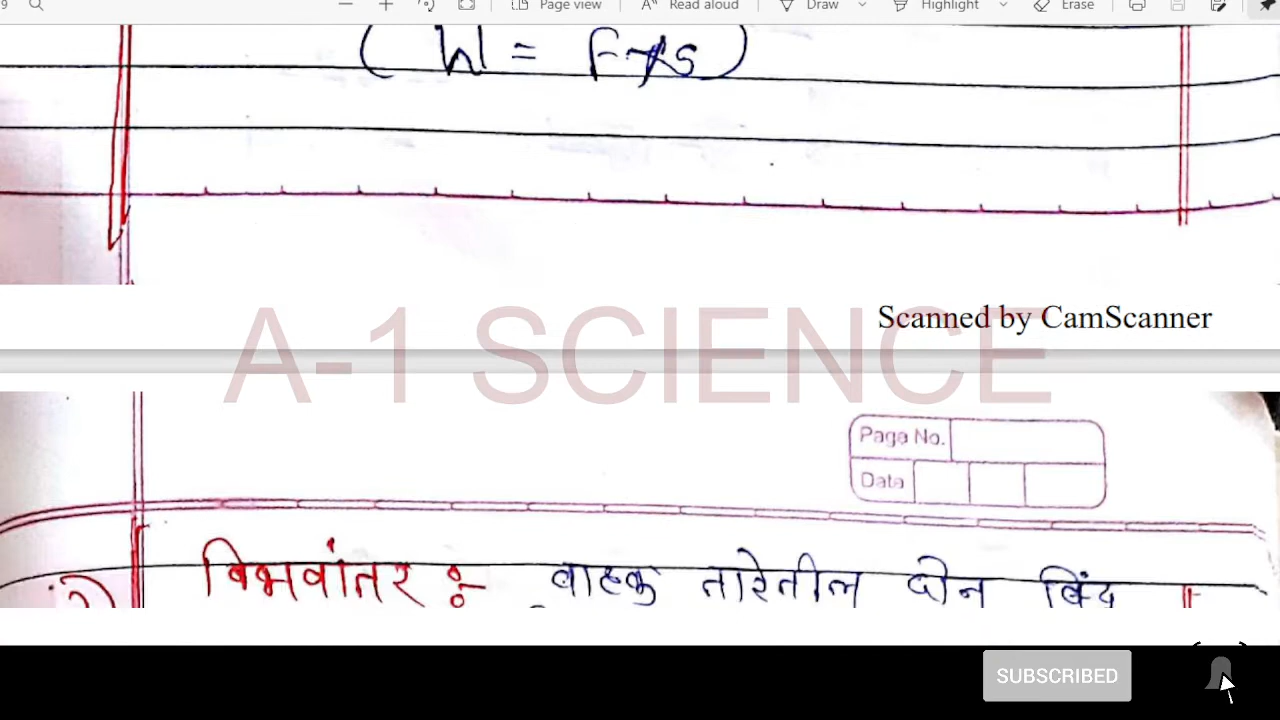 9
Page view
Read aloud
Draw
Highlight
Erase
( W = F × s )
Scanned by CamScanner
A-1 SCIENCE
Page No.
Data
विभवांतर :- वाहक तारेतील दोन बिंदू
SUBSCRIBED